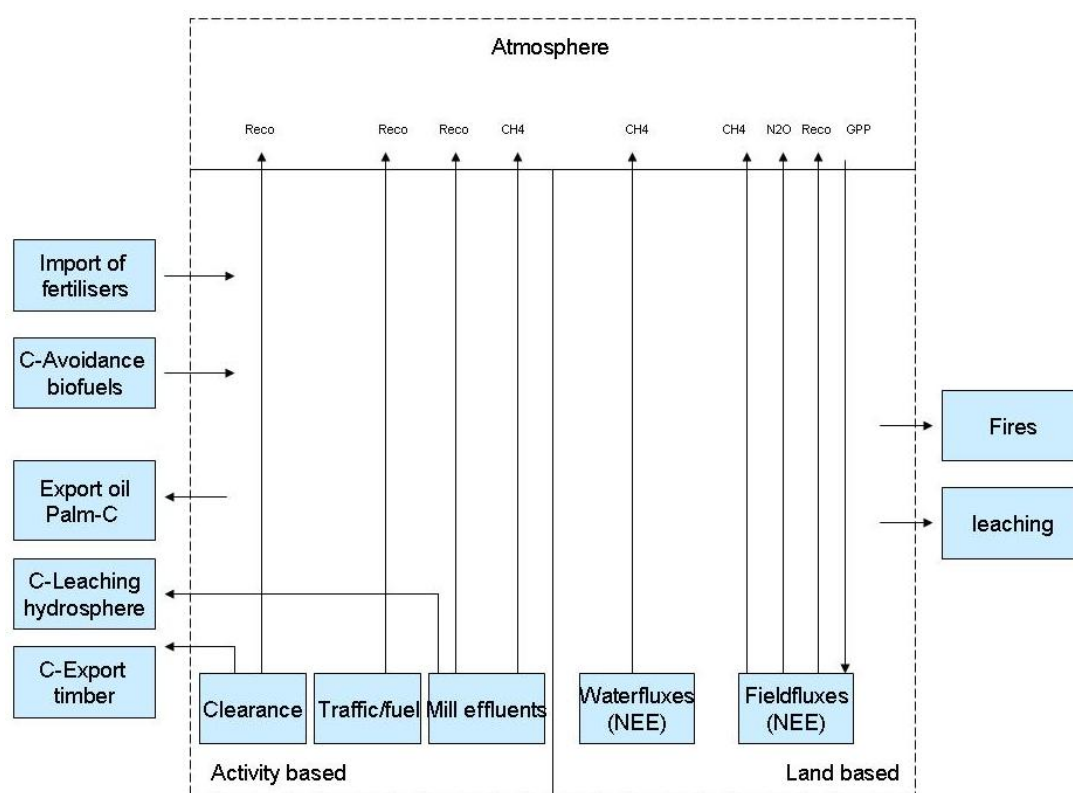 Atmosphere
Reco
Reco
Reco
CH4
CH4
CH4
N2O
Reco
GPP
Import of
fertilisers
C-Avoidance
biofuels
Export oil
Palm-C
C-Leaching
hydrosphere
C-Export
timber
Fires
leaching
Clearance
Traffic/fuel
Mill effluents
Waterfluxes
(NEE)
Fieldfluxes
(NEE)
Activity based
Land based